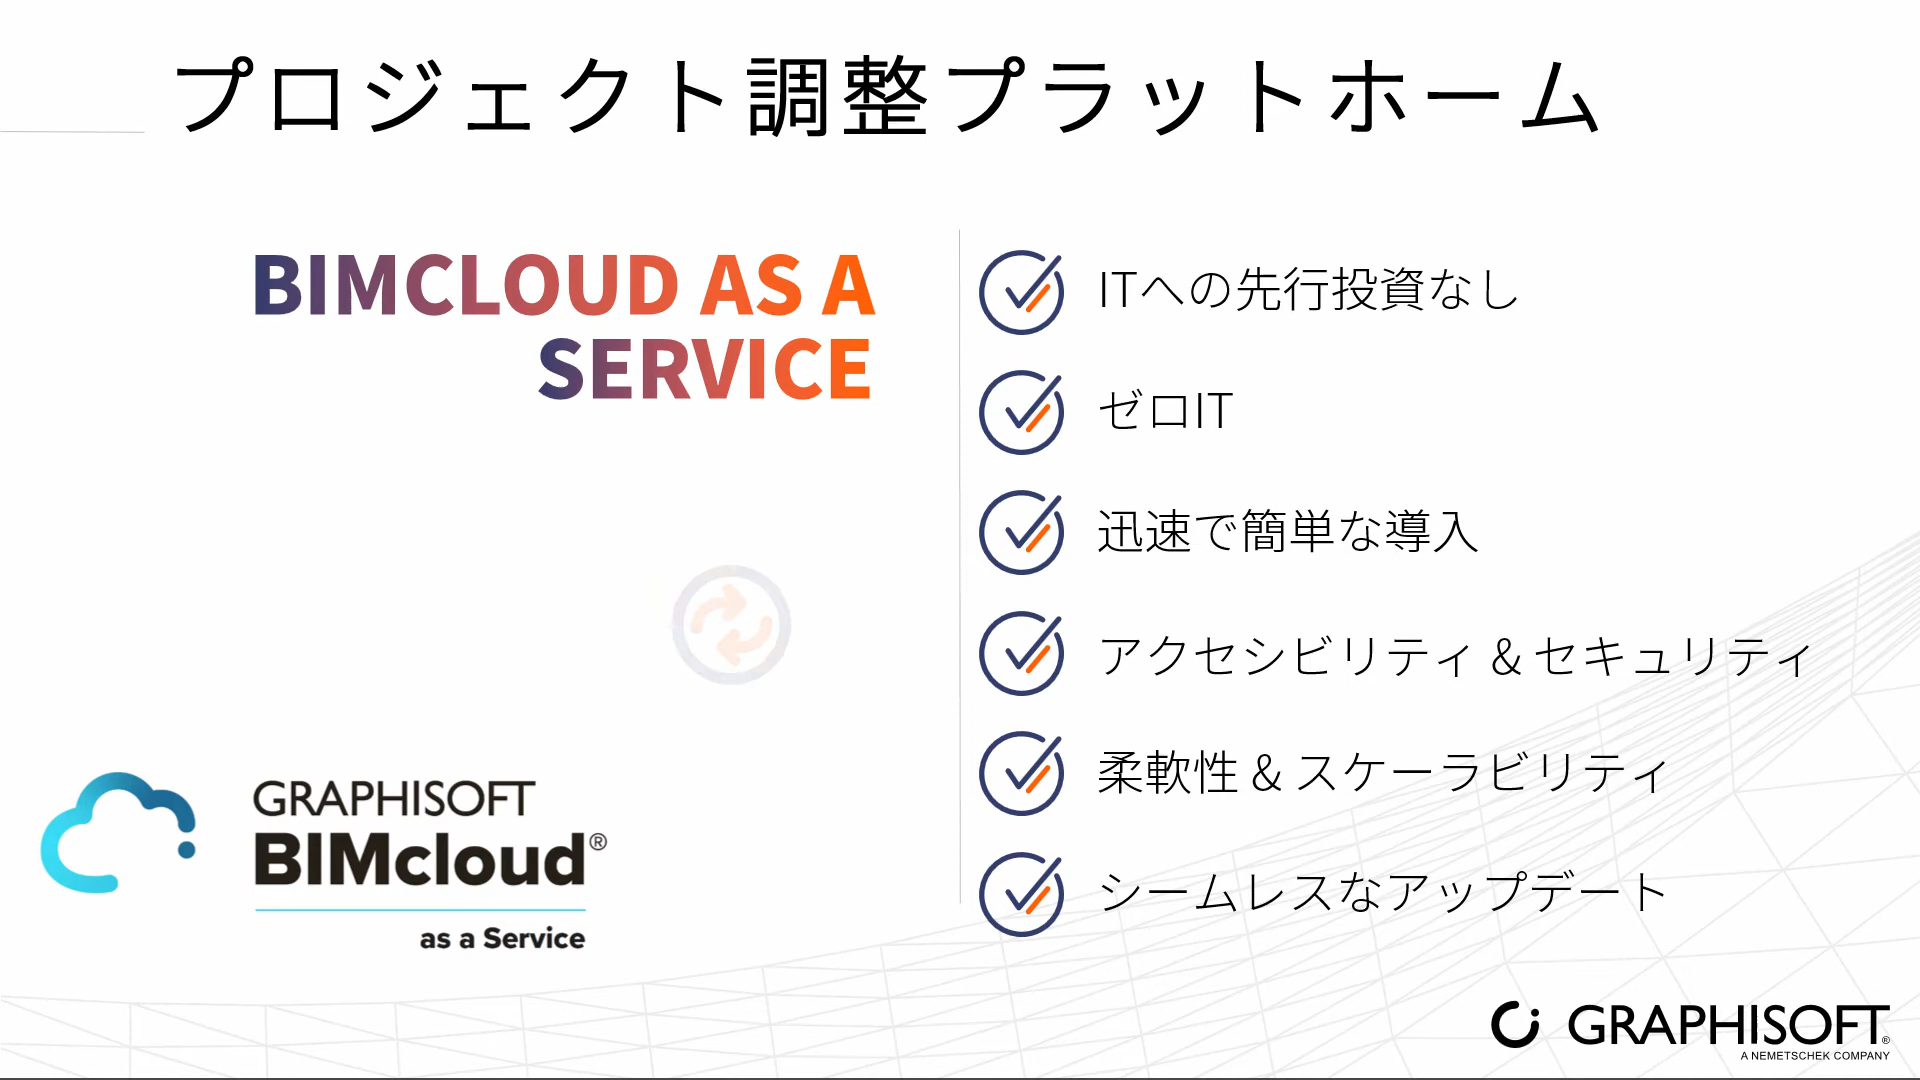 プロジェクト調整プラットホーム
BIMCLOUD AS A
SERVICE
ITへの先行投資なし
ゼロIT
迅速で簡単な導入
アクセシビリティ & セキュリティ
柔軟性 & スケーラビリティ
シームレスなアップデート
GRAPHISOFT
BIMcloud®
as a Service
GRAPHISOFT®
A NEMETSCHEK COMPANY